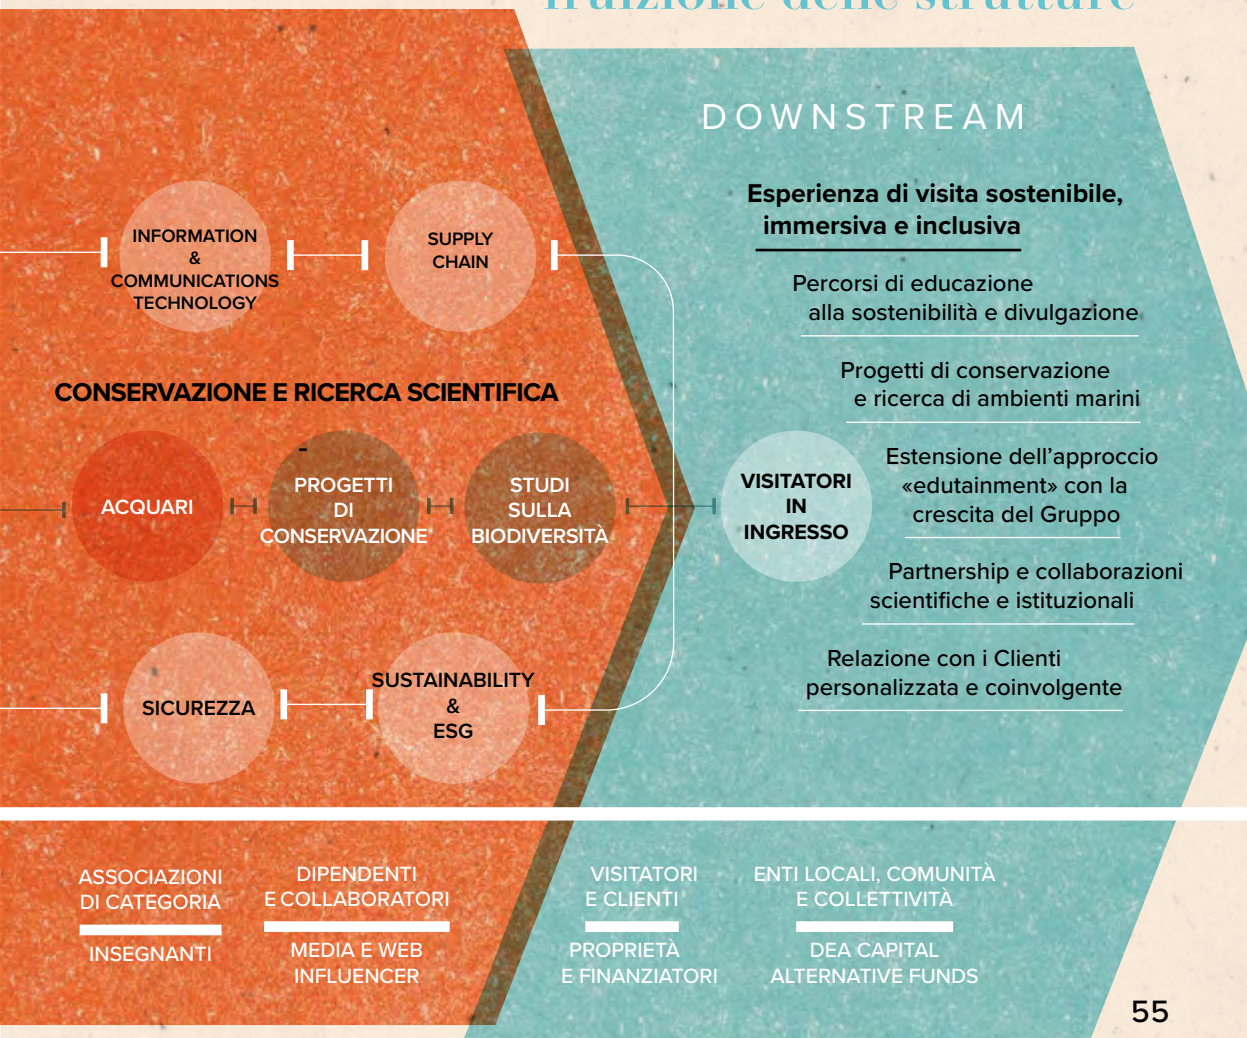 fruizione delle strutture
DOWNSTREAM
Esperienza di visita sostenibile,
immersiva e inclusiva
Percorsi di educazione
alla sostenibilità e divulgazione
Progetti di conservazione
e ricerca di ambienti marini
Estensione dell'approccio
«edutainment» con la
crescita del Gruppo
Partnership e collaborazioni
scientifiche e istituzionali
Relazione con i Clienti
personalizzata e coinvolgente
INFORMATION
&
COMMUNICATIONS
TECHNOLOGY
SUPPLY
CHAIN
CONSERVAZIONE E RICERCA SCIENTIFICA
ACQUARI
-
PROGETTI
DI
CONSERVAZIONE
STUDI
SULLA
BIODIVERSITÀ
VISITATORI
IN
INGRESSO
SICUREZZA
SUSTAINABILITY
&
ESG
ASSOCIAZIONI
DI CATEGORIA
INSEGNANTI
DIPENDENTI
E COLLABORATORI
MEDIA E WEB
INFLUENCER
VISITATORI
E CLIENTI
PROPRIETÀ
E FINANZIATORI
ENTI LOCALI, COMUNITÀ
E COLLETTIVITÀ
DEA CAPITAL
ALTERNATIVE FUNDS
55